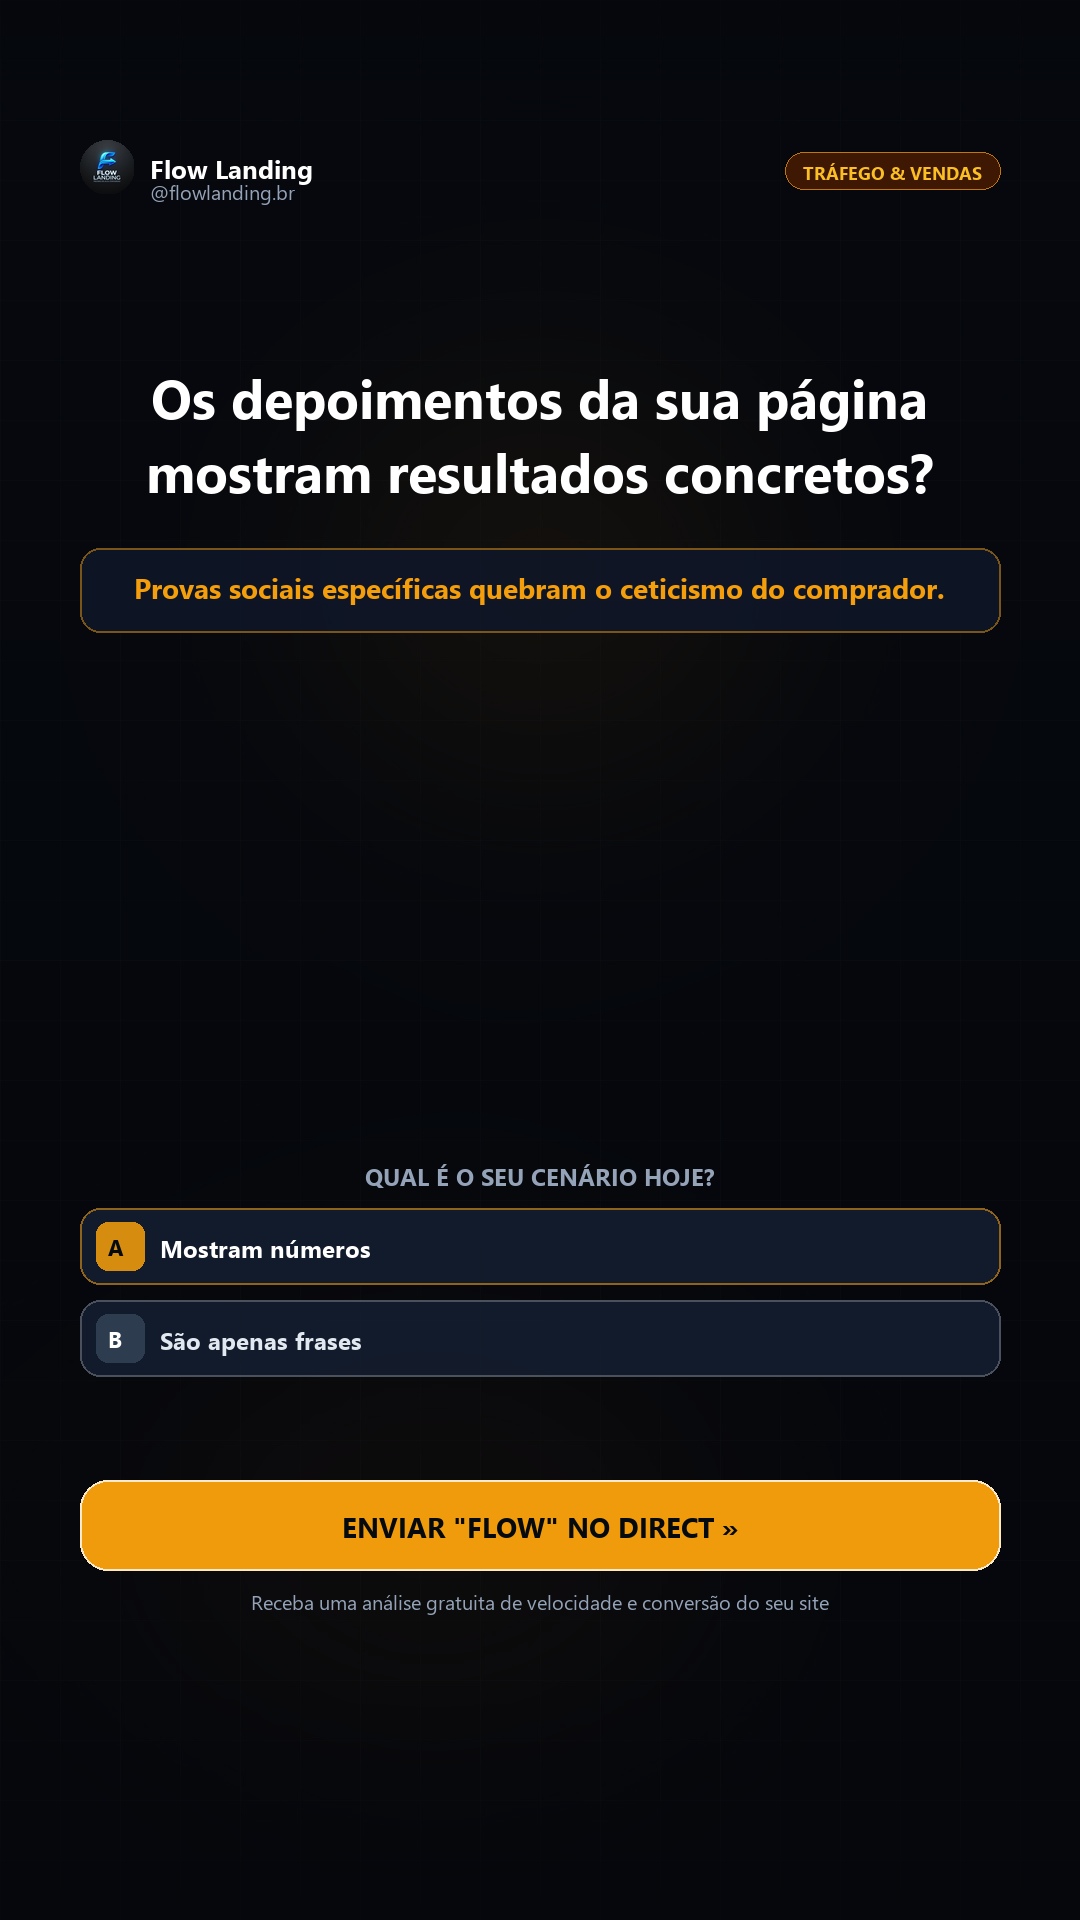 FLOW
LANDING
Flow Landing
@flowlanding.br
TRÁFEGO & VENDAS
Os depoimentos da sua página
mostram resultados concretos?
Provas sociais específicas quebram o ceticismo do comprador.
QUAL É O SEU CENÁRIO HOJE?
A Mostram números
B São apenas frases
ENVIAR "FLOW" NO DIRECT »
Receba uma análise gratuita de velocidade e conversão do seu site